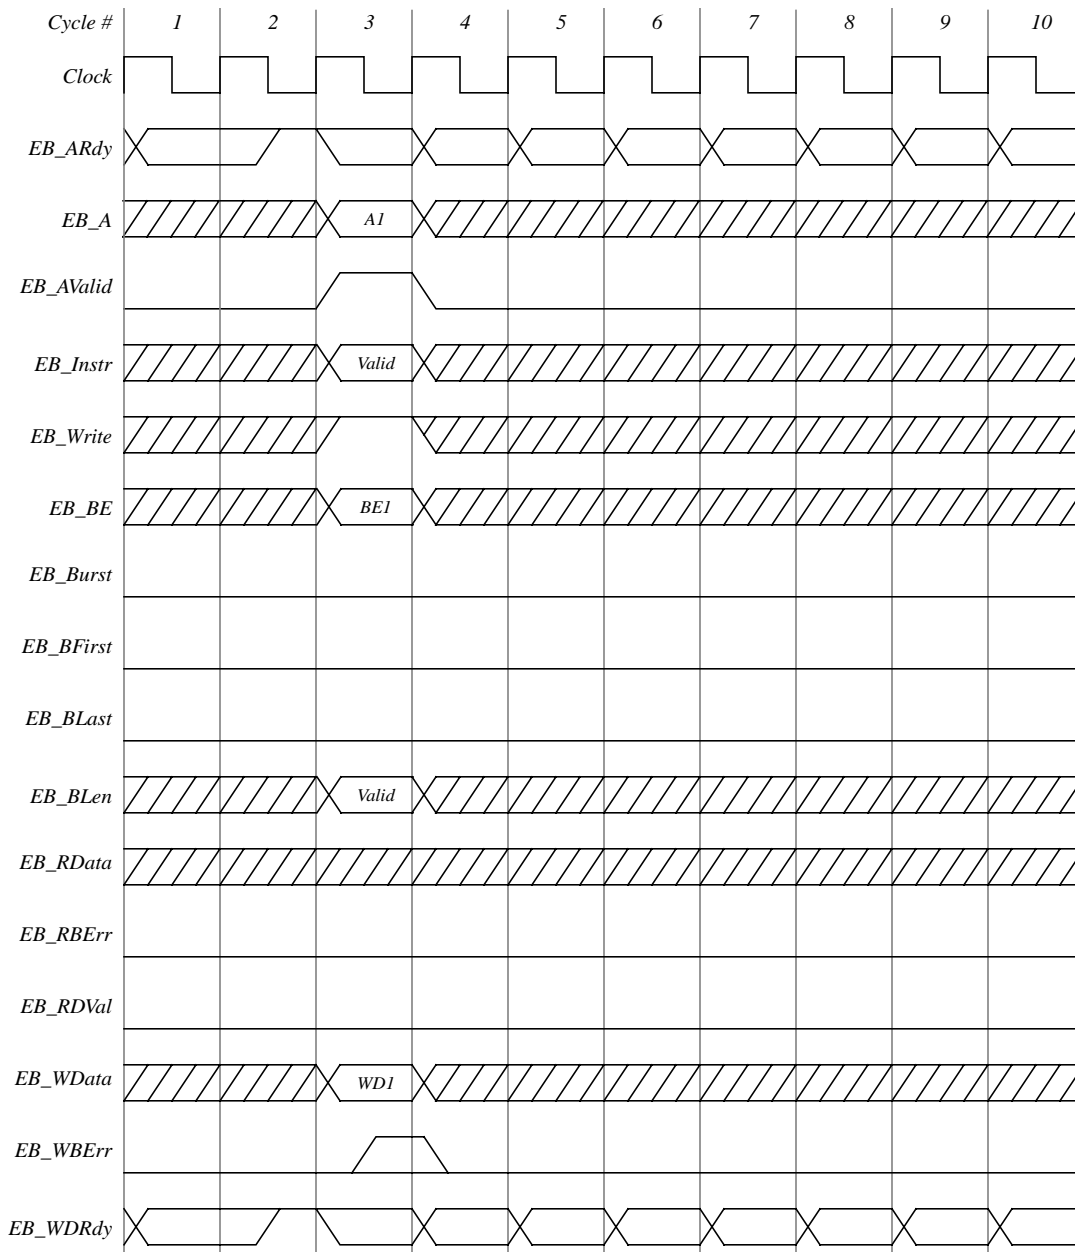 Cycle # 1 2 3 4 5 6 7 8 9 10
Clock
EB_ARdy
EB_A A1
EB_AValid
EB_Instr Valid
EB_Write
EB_BE BE1
EB_Burst
EB_BFirst
EB_BLast
EB_BLen Valid
EB_RData
EB_RBErr
EB_RDVal
EB_WData WD1
EB_WBErr
EB_WDRdy